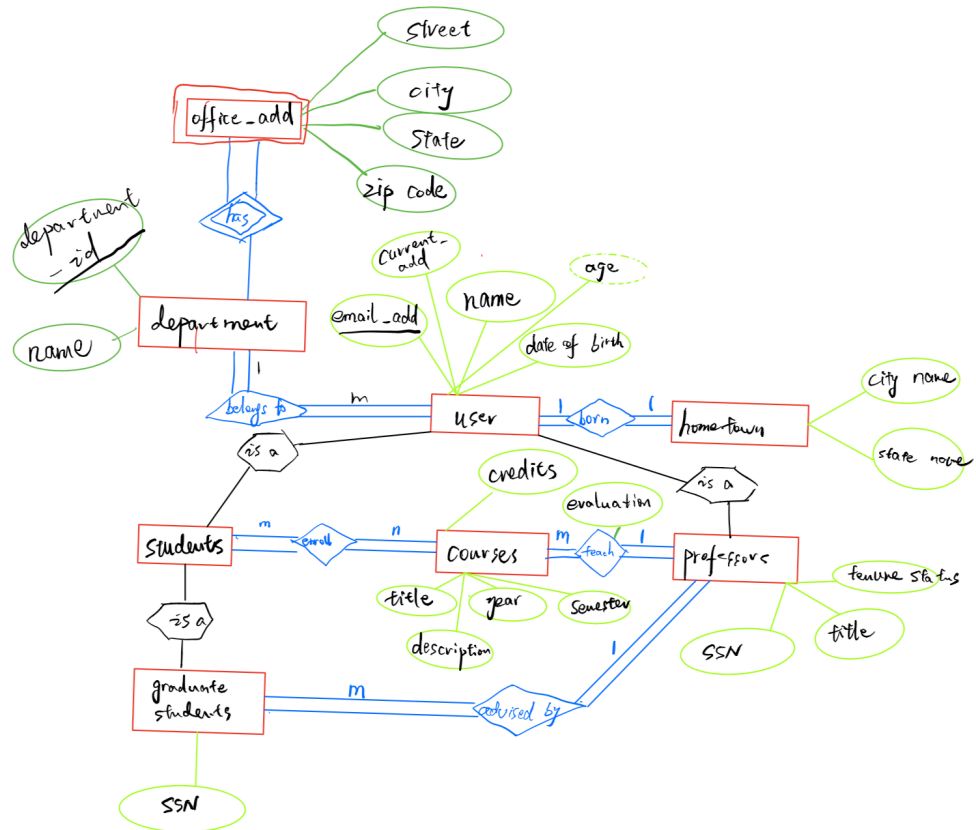 street
city
office_add
State
zip code
has
department
- id
current_
add
age
name
email_add
department
name
date of birth
1
city name
belongs to
m
user
1
born
1
hometown
is a
state name
credits
is a
evaluation
m
n
m
1
students
enroll
courses
teach
professors
tenure status
title
year
semester
is a
description
1
SSN
title
graduate
students
m
advised by
SSN